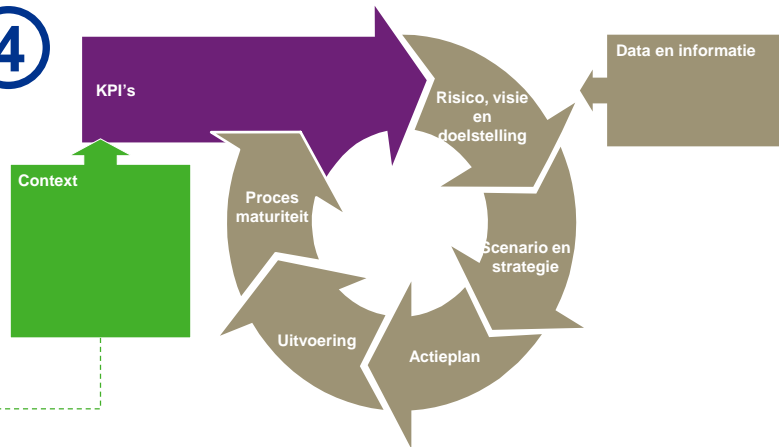 4
KPI's
Data en informatie
Risico, visie
en
doelstelling
Context
Proces
maturiteit
Scenario en
strategie
Uitvoering
Actieplan